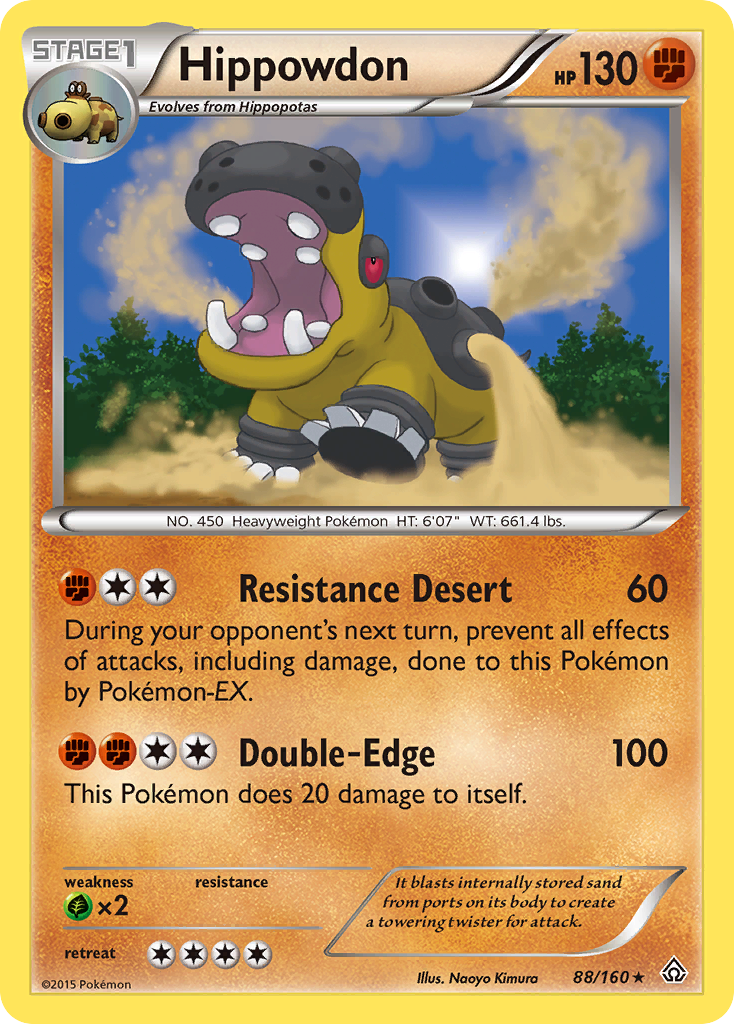 STAGE1
Hippowdon
HP 130
Evolves from Hippopotas
NO. 450 Heavyweight Pokémon HT: 6'07" WT: 661.4 lbs.
Resistance Desert 60
During your opponent's next turn, prevent all effects
of attacks, including damage, done to this Pokémon
by Pokémon-EX.
Double-Edge 100
This Pokémon does 20 damage to itself.
weakness resistance
×2
retreat
It blasts internally stored sand
from ports on its body to create
a towering twister for attack.
Illus. Naoyo Kimura 88/160★
©2015 Pokémon